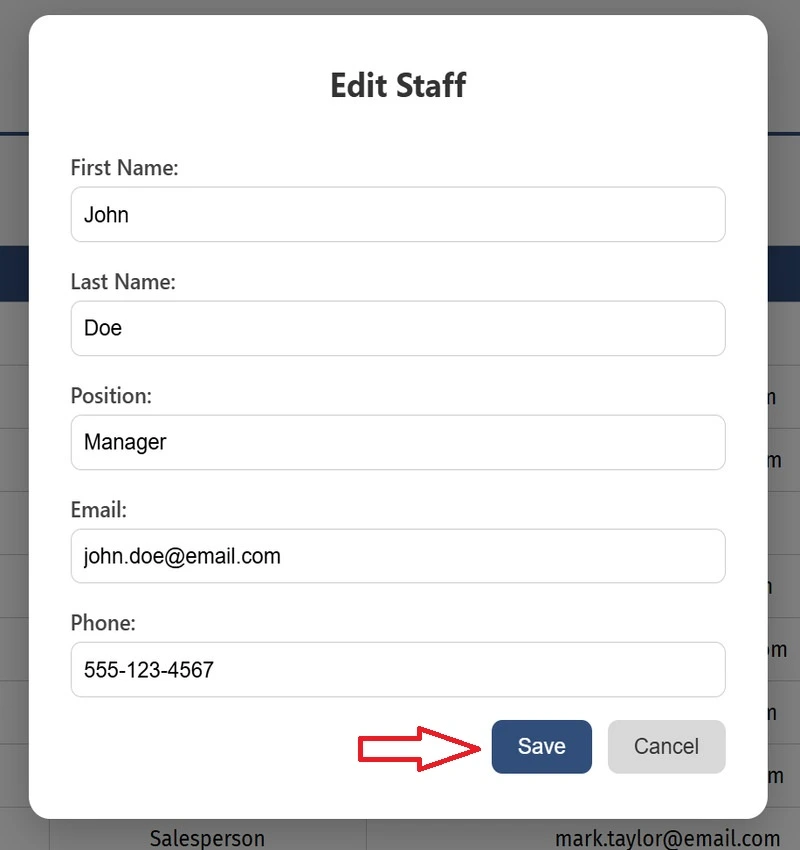 Edit Staff
First Name:
John
Last Name:
Doe
Position:
Manager
Email:
john.doe@email.com
Phone:
555-123-4567
Save Cancel
Salesperson mark.taylor@email.com